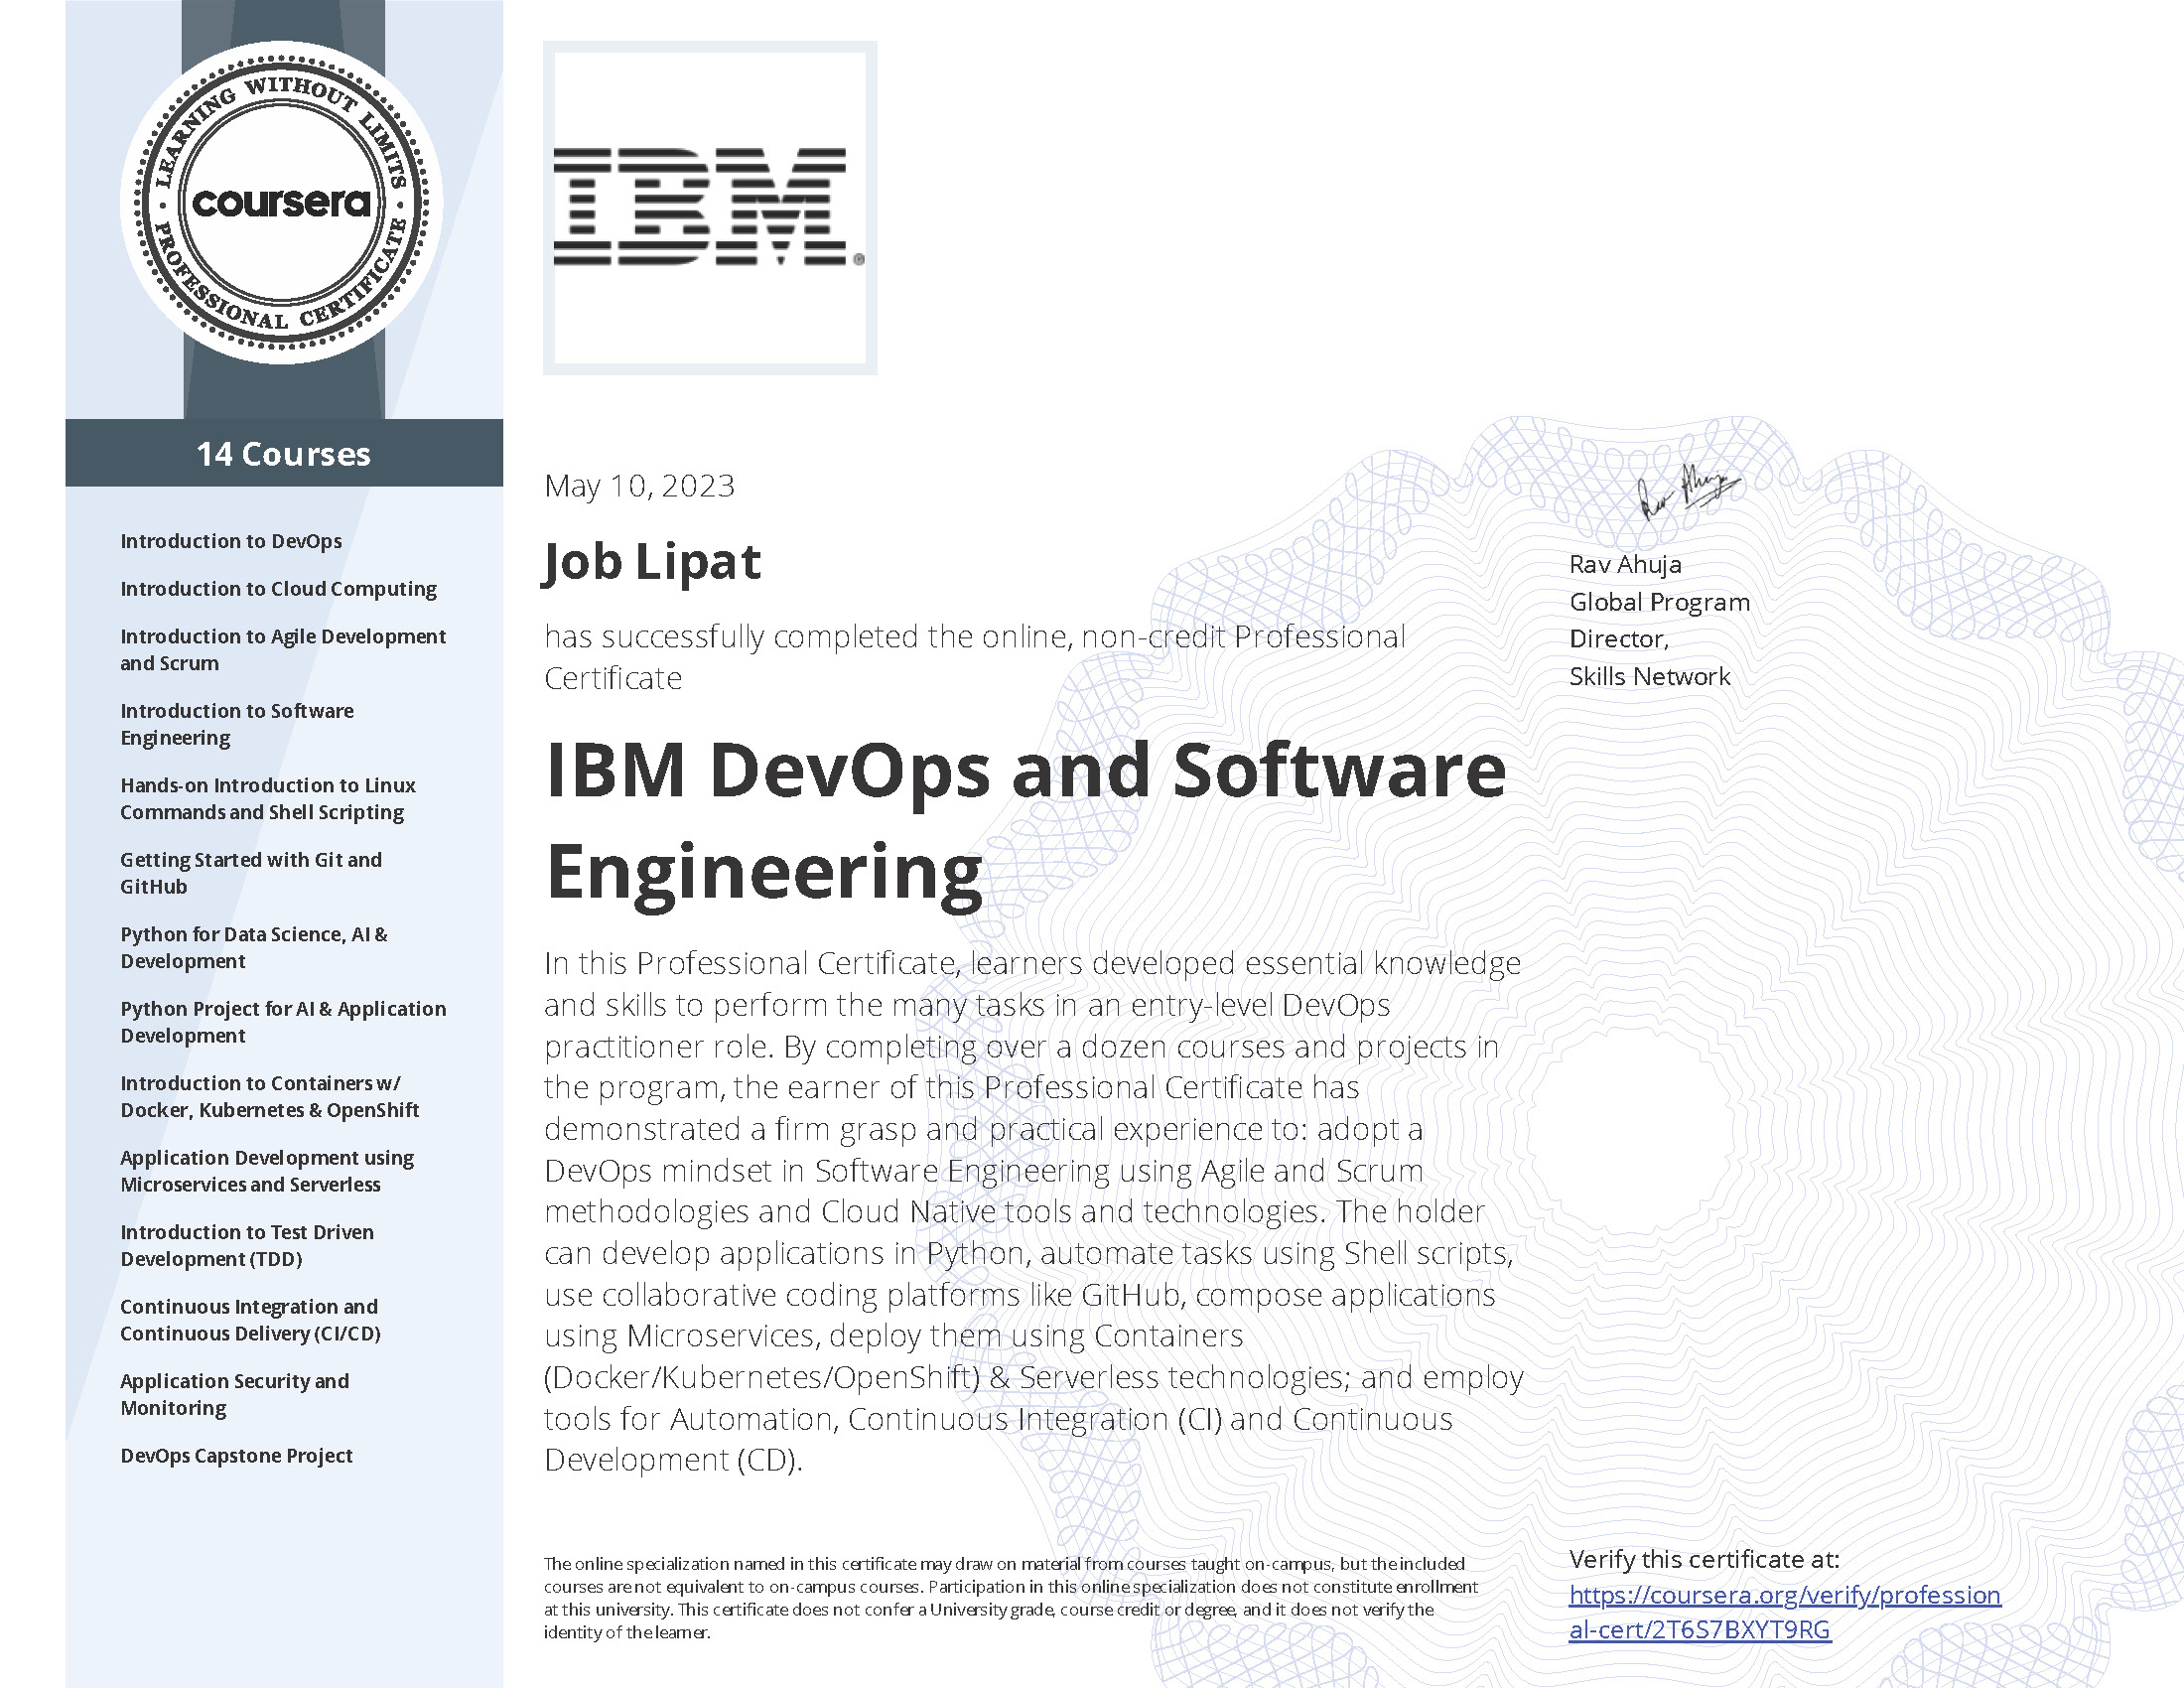 LEARNING WITHOUT LIMITS
coursera
PROFESSIONAL CERTIFICATE
14 Courses
Introduction to DevOps
Introduction to Cloud Computing
Introduction to Agile Development
and Scrum
Introduction to Software
Engineering
Hands-on Introduction to Linux
Commands and Shell Scripting
Getting Started with Git and
GitHub
Python for Data Science, AI &
Development
Python Project for AI & Application
Development
Introduction to Containers w/
Docker, Kubernetes & OpenShift
Application Development using
Microservices and Serverless
Introduction to Test Driven
Development (TDD)
Continuous Integration and
Continuous Delivery (CI/CD)
Application Security and
Monitoring
DevOps Capstone Project
IBM®
May 10, 2023
Job Lipat
has successfully completed the online, non-credit Professional
Certificate
IBM DevOps and Software
Engineering
In this Professional Certificate, learners developed essential knowledge
and skills to perform the many tasks in an entry-level DevOps
practitioner role. By completing over a dozen courses and projects in
the program, the earner of this Professional Certificate has
demonstrated a firm grasp and practical experience to: adopt a
DevOps mindset in Software Engineering using Agile and Scrum
methodologies and Cloud Native tools and technologies. The holder
can develop applications in Python, automate tasks using Shell scripts,
use collaborative coding platforms like GitHub, compose applications
using Microservices, deploy them using Containers
(Docker/Kubernetes/OpenShift) & Serverless technologies; and employ
tools for Automation, Continuous Integration (CI) and Continuous
Development (CD).
The online specialization named in this certificate may draw on material from courses taught on-campus, but the included
courses are not equivalent to on-campus courses. Participation in this online specialization does not constitute enrollment
at this university. This certificate does not confer a University grade, course credit or degree, and it does not verify the
identity of the learner.
Rav Ahuja
Rav Ahuja
Global Program
Director,
Skills Network
Verify this certificate at:
https://coursera.org/verify/profession
al-cert/2T6S7BXYT9RG